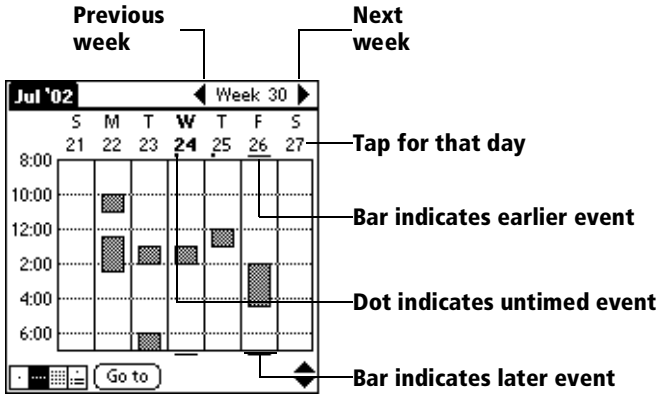 Previous week
Next week
Jul '02
Week 30
S M T W T F S
21 22 23 24 25 26 27
Tap for that day
8:00
10:00
Bar indicates earlier event
12:00
2:00
Dot indicates untimed event
4:00
6:00
Go to
Bar indicates later event